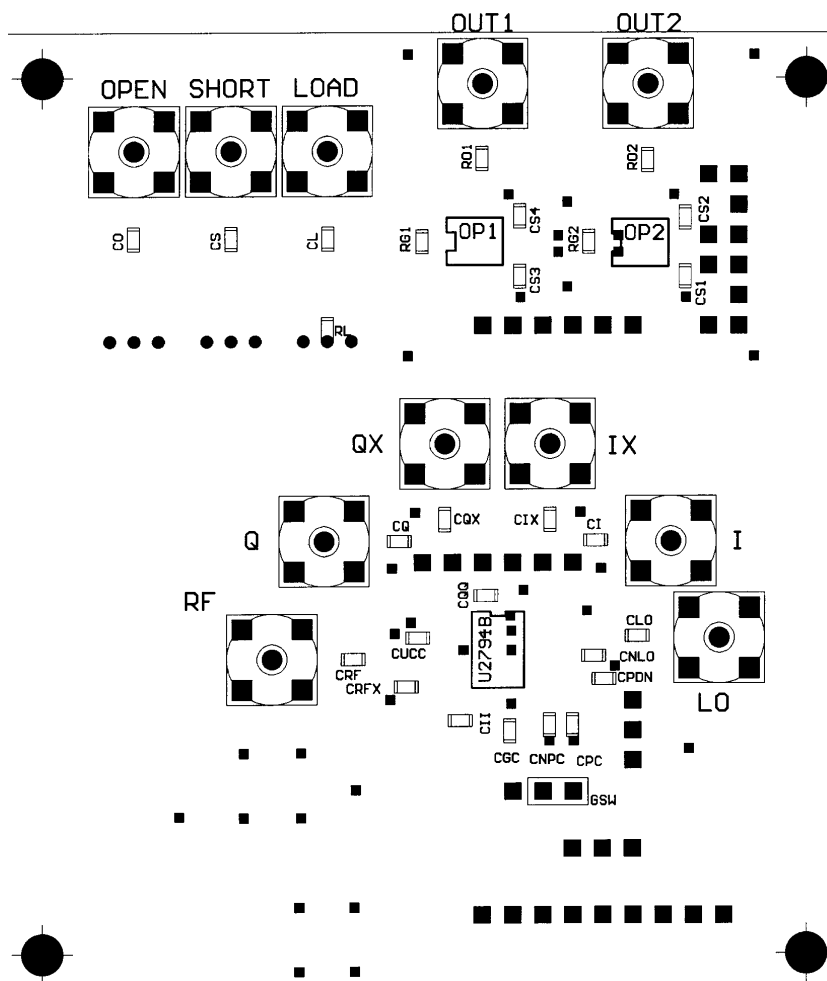 OUT1 OUT2
OPEN SHORT LOAD
RO1 RO2
CO CS CL RG1 OP1 CS4 RG2 OP2 CS2
CS3 CS1
RL
QX IX
Q CQ CQX CIX CI I
RF CQQ
U2794B
CUCC CLO
CRF CRFX CNLO
CPDN LO
CII
CGC CNPC CPC
GSW